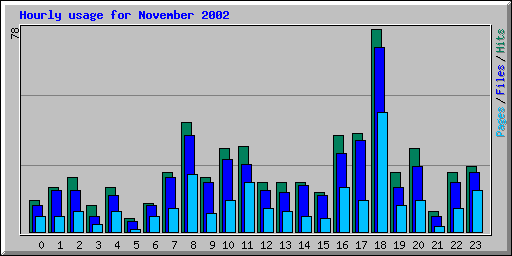 Hourly usage for November 2002
78
Pages / Files / Hits
0 1 2 3 4 5 6 7 8 9 10 11 12 13 14 15 16 17 18 19 20 21 22 23